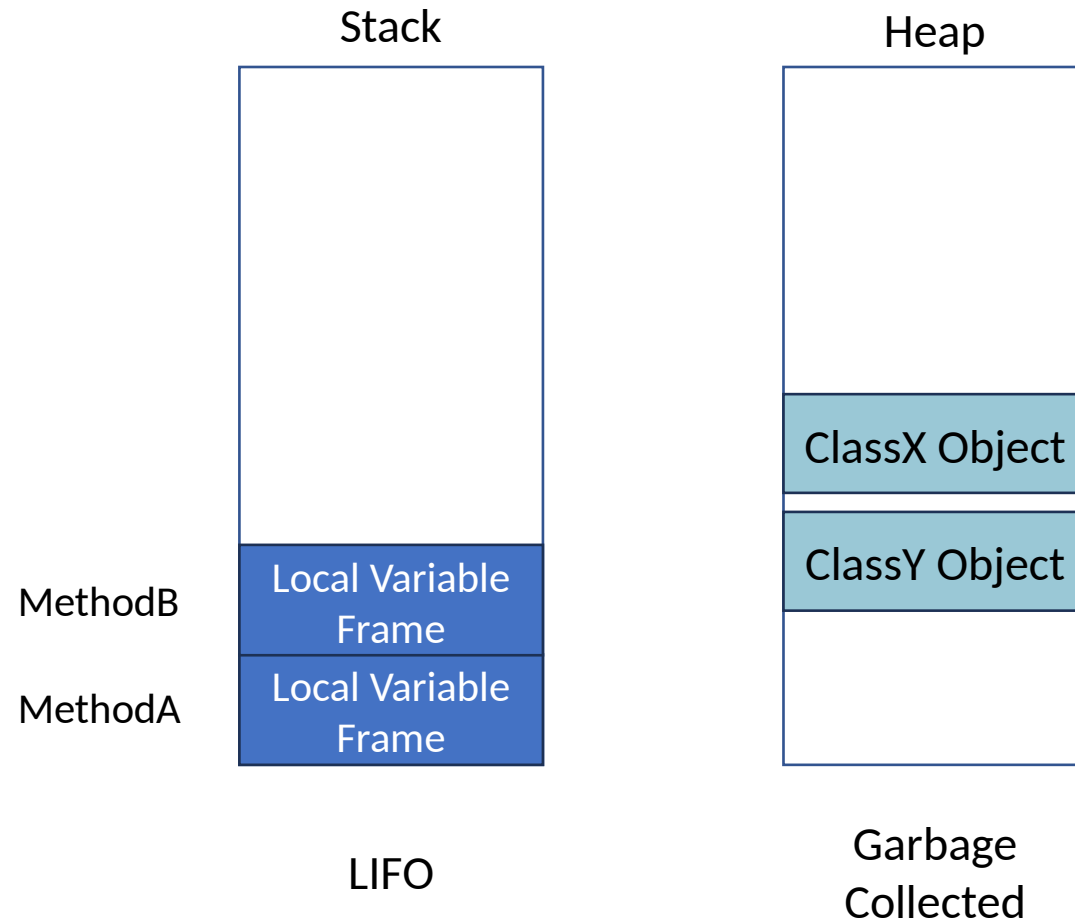 Stack
Heap
ClassX Object
ClassY Object
MethodB
Local Variable
Frame
MethodA
Local Variable
Frame
LIFO
Garbage
Collected